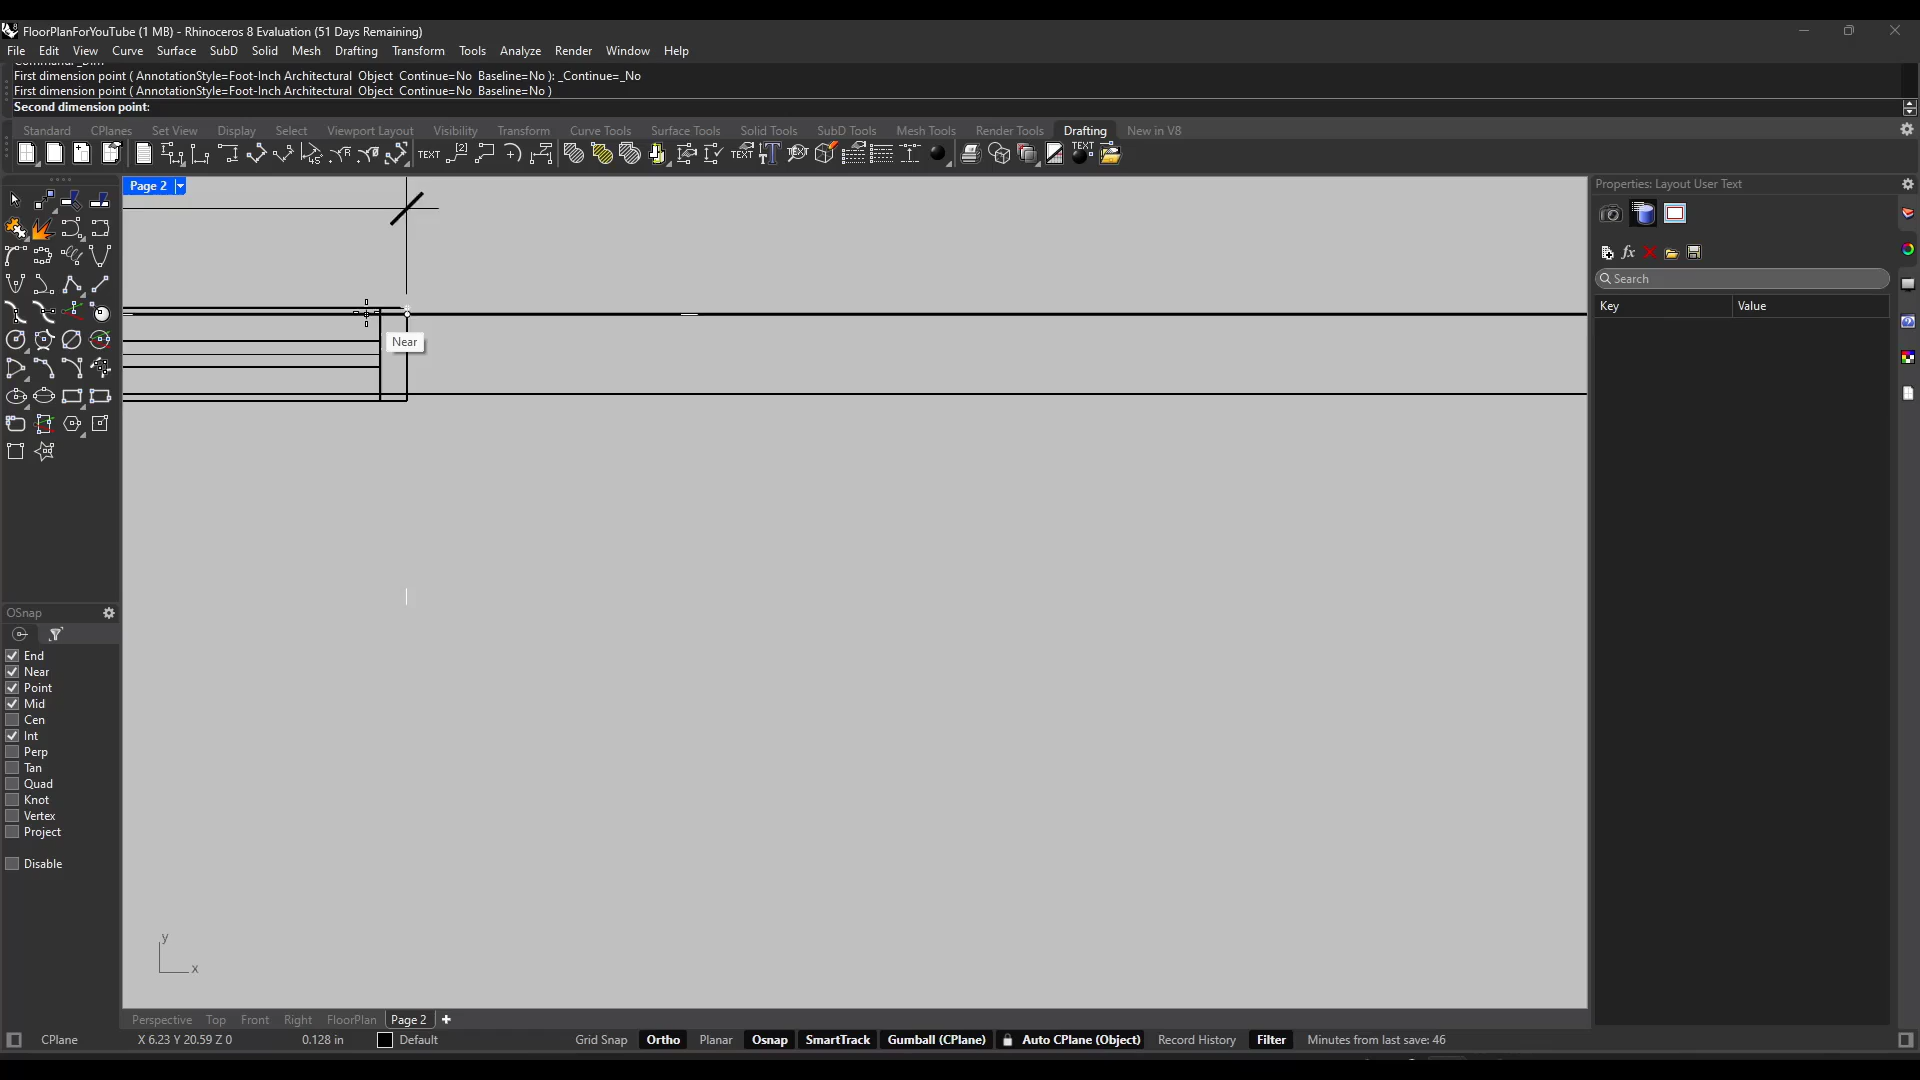 FloorPlanForYouTube (1 MB) - Rhinoceros 8 Evaluation (51 Days Remaining)
File Edit View Curve Surface SubD Solid Mesh Drafting Transform Tools Analyze Render Window Help
First dimension point ( AnnotationStyle=Foot-Inch Architectural Object Continue=No Baseline=No ): _Continue=_No
First dimension point ( AnnotationStyle=Foot-Inch Architectural Object Continue=No Baseline=No )
Second dimension point:
Standard CPlanes Set View Display Select Viewport Layout Visibility Transform Curve Tools Surface Tools Solid Tools SubD Tools Mesh Tools Render Tools Drafting New in V8
TEXT TEXT TEXT TEXT
Page 2
Properties: Layout User Text
Search
Key Value
Near
OSnap
End
Near
Point
Mid
Cen
Int
Perp
Tan
Quad
Knot
Vertex
Project
Disable
y
x
Perspective Top Front Right FloorPlan Page 2
CPlane X 6.23 Y 20.59 Z 0 0.128 in Default Grid Snap Ortho Planar Osnap SmartTrack Gumball (CPlane) Auto CPlane (Object) Record History Filter Minutes from last save: 46